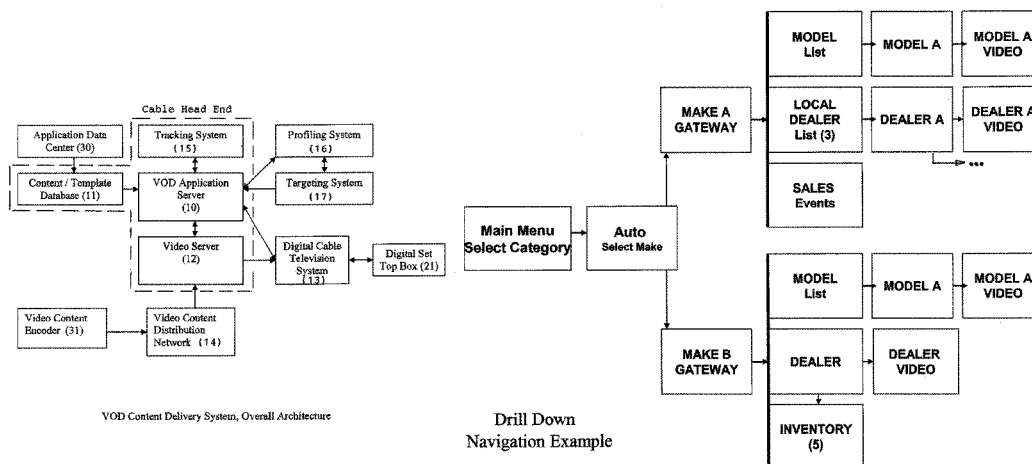 Cable Head End
Application Data
Center (30)
Tracking System
(15)
Profiling System
(16)
Content / Template
Database (11)
VOD Application
Server
(10)
Targeting System
(17)
Video Server
(12)
Digital Cable
Television
System
(13)
Digital Set
Top Box (21)
Video Content
Encoder (31)
Video Content
Distribution
Network (14)
VOD Content Delivery System, Overall Architecture
Main Menu
Select Category
Auto
Select Make
MAKE A
GATEWAY
MODEL
List
MODEL A
MODEL A
VIDEO
LOCAL
DEALER
List (3)
DEALER A
DEALER A
VIDEO
...
SALES
Events
MAKE B
GATEWAY
MODEL
List
MODEL A
MODEL A
VIDEO
DEALER
DEALER
VIDEO
INVENTORY
(5)
Drill Down
Navigation Example